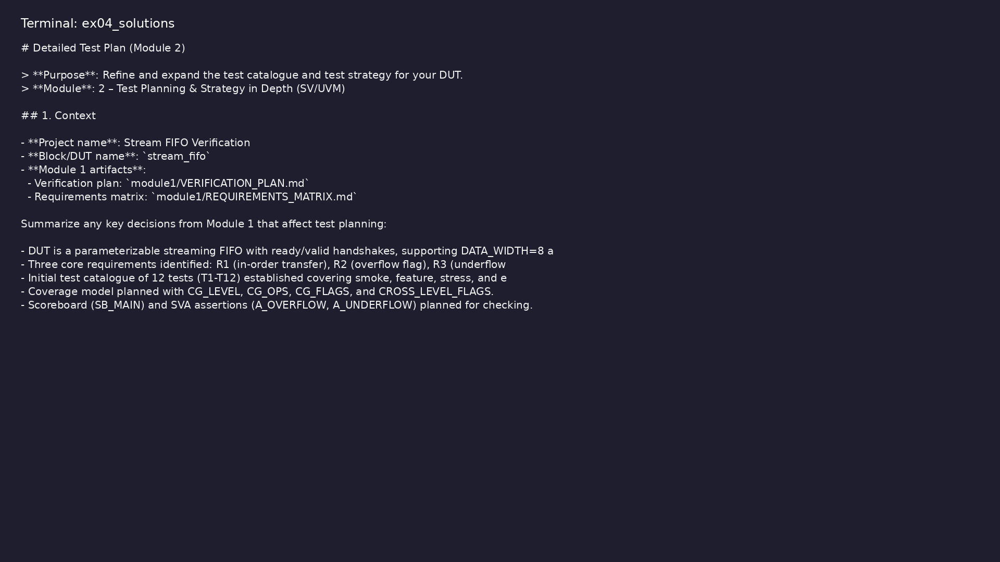 Terminal: ex04_solutions
# Detailed Test Plan (Module 2)
> **Purpose**: Refine and expand the test catalogue and test strategy for your DUT.
> **Module**: 2 – Test Planning & Strategy in Depth (SV/UVM)
## 1. Context
- **Project name**: Stream FIFO Verification
- **Block/DUT name**: `stream_fifo`
- **Module 1 artifacts**:
  - Verification plan: `module1/VERIFICATION_PLAN.md`
  - Requirements matrix: `module1/REQUIREMENTS_MATRIX.md`
Summarize any key decisions from Module 1 that affect test planning:
- DUT is a parameterizable streaming FIFO with ready/valid handshakes, supporting DATA_WIDTH=8 a
- Three core requirements identified: R1 (in-order transfer), R2 (overflow flag), R3 (underflow
- Initial test catalogue of 12 tests (T1-T12) established covering smoke, feature, stress, and e
- Coverage model planned with CG_LEVEL, CG_OPS, CG_FLAGS, and CROSS_LEVEL_FLAGS.
- Scoreboard (SB_MAIN) and SVA assertions (A_OVERFLOW, A_UNDERFLOW) planned for checking.